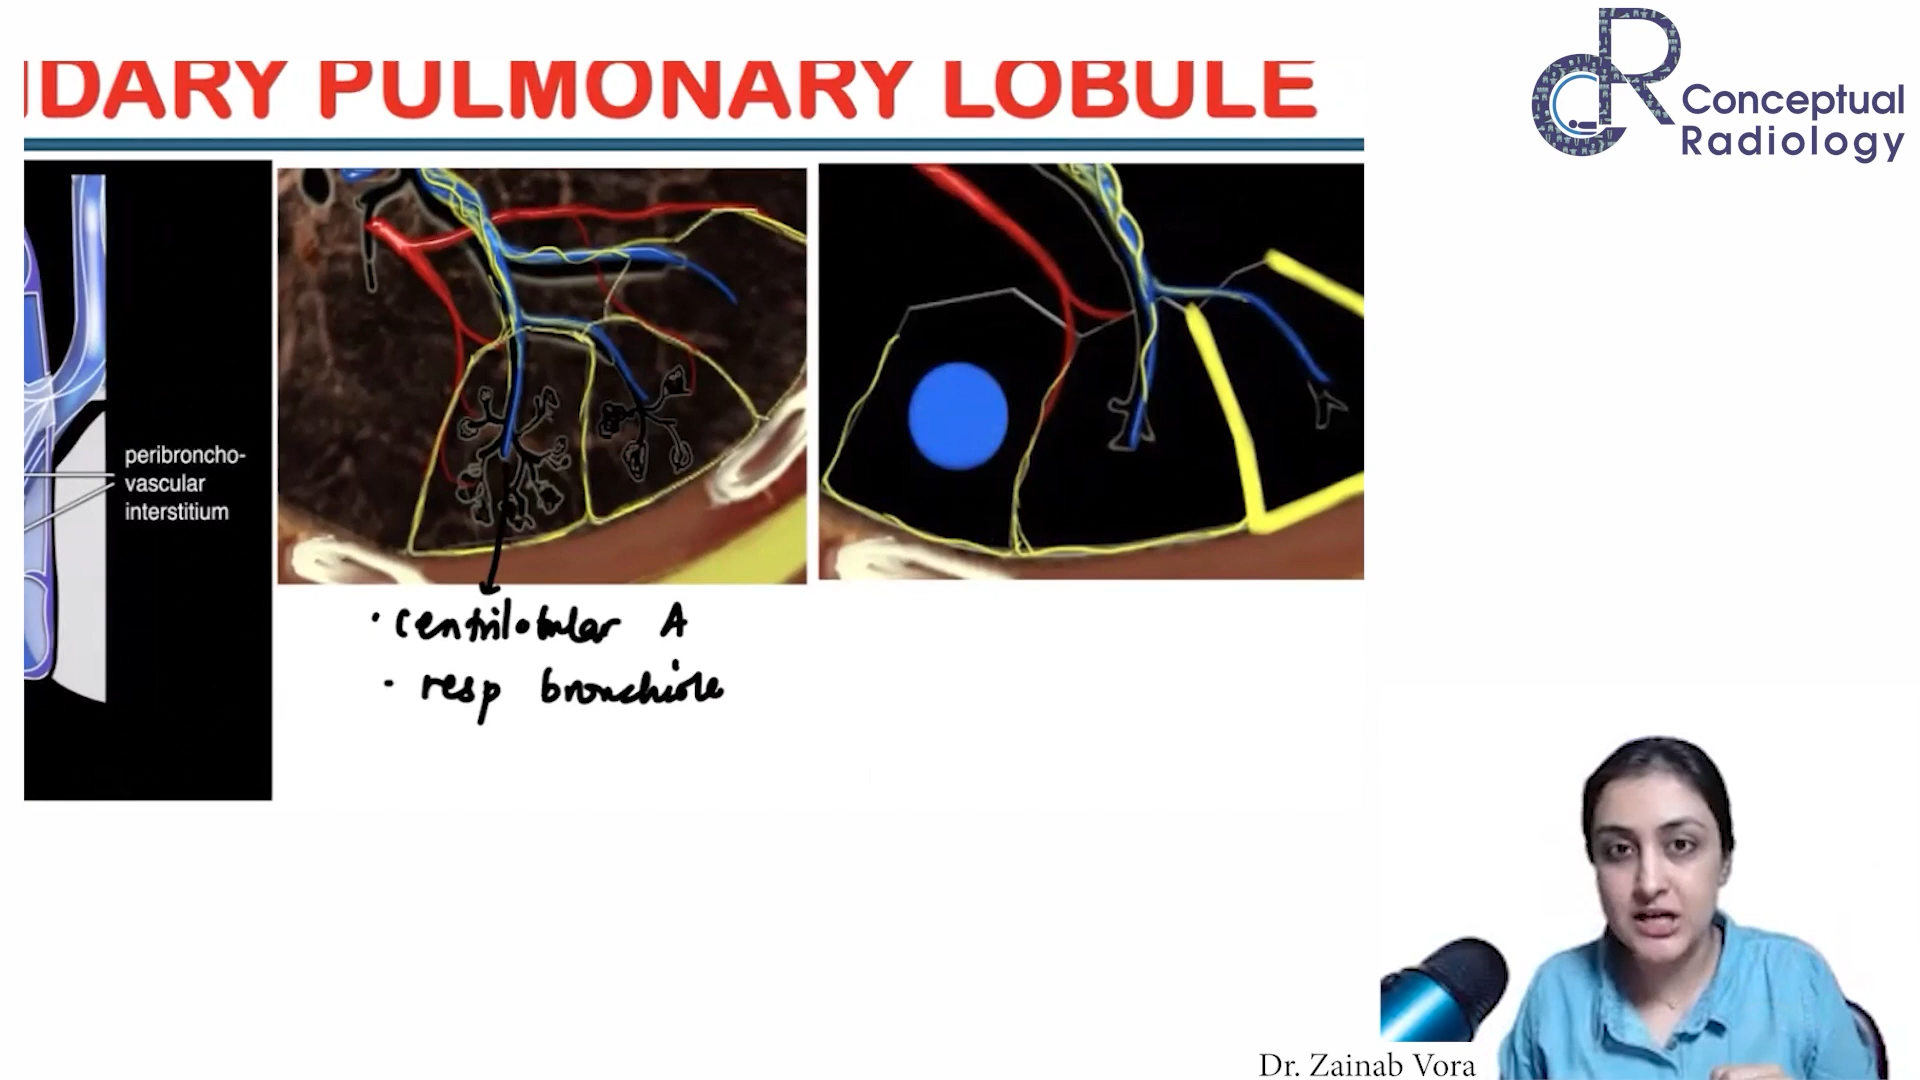 DARY PULMONARY LOBULE
Conceptual
Radiology
peribroncho-
vascular
interstitium
• centrilobular A
• resp bronchiole
Dr. Zainab Vora